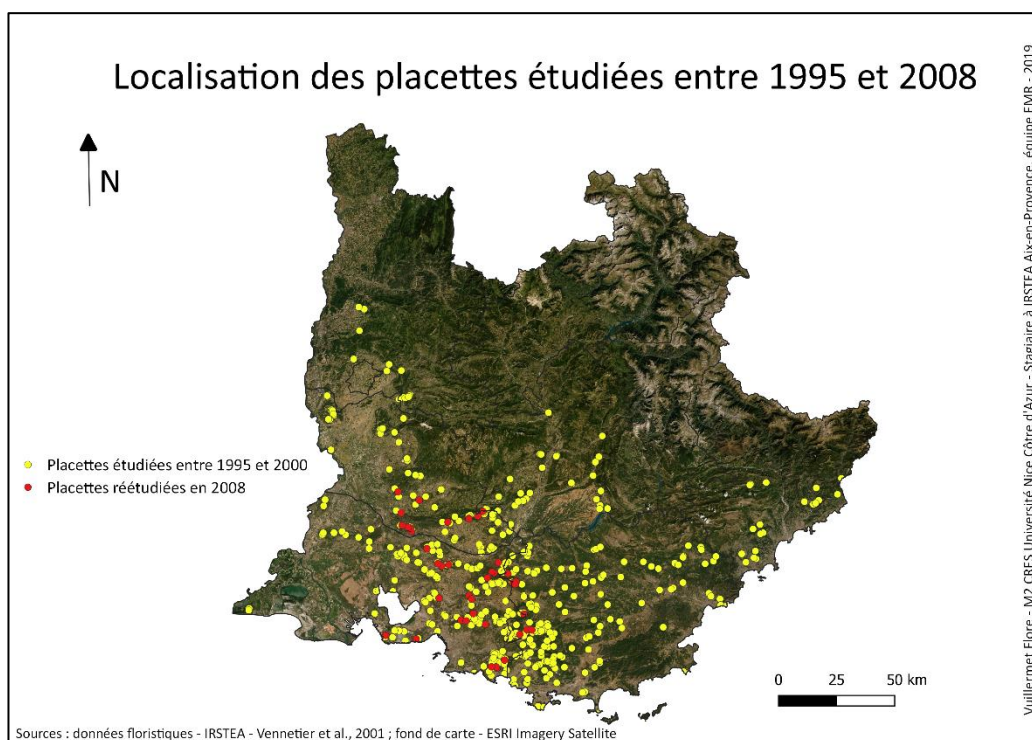 Localisation des placettes étudiées entre 1995 et 2008
N
Placettes étudiées entre 1995 et 2000
Placettes réétudiées en 2008
0 25 50 km
Sources : données floristiques - IRSTEA - Vennetier et al., 2001 ; fond de carte - ESRI Imagery Satellite
Vuillermet Flore - M2 CRES Université Nice Côtre d'Azur - Stagiaire à IRSTEA Aix-en-Provence, équipe EMR - 2019